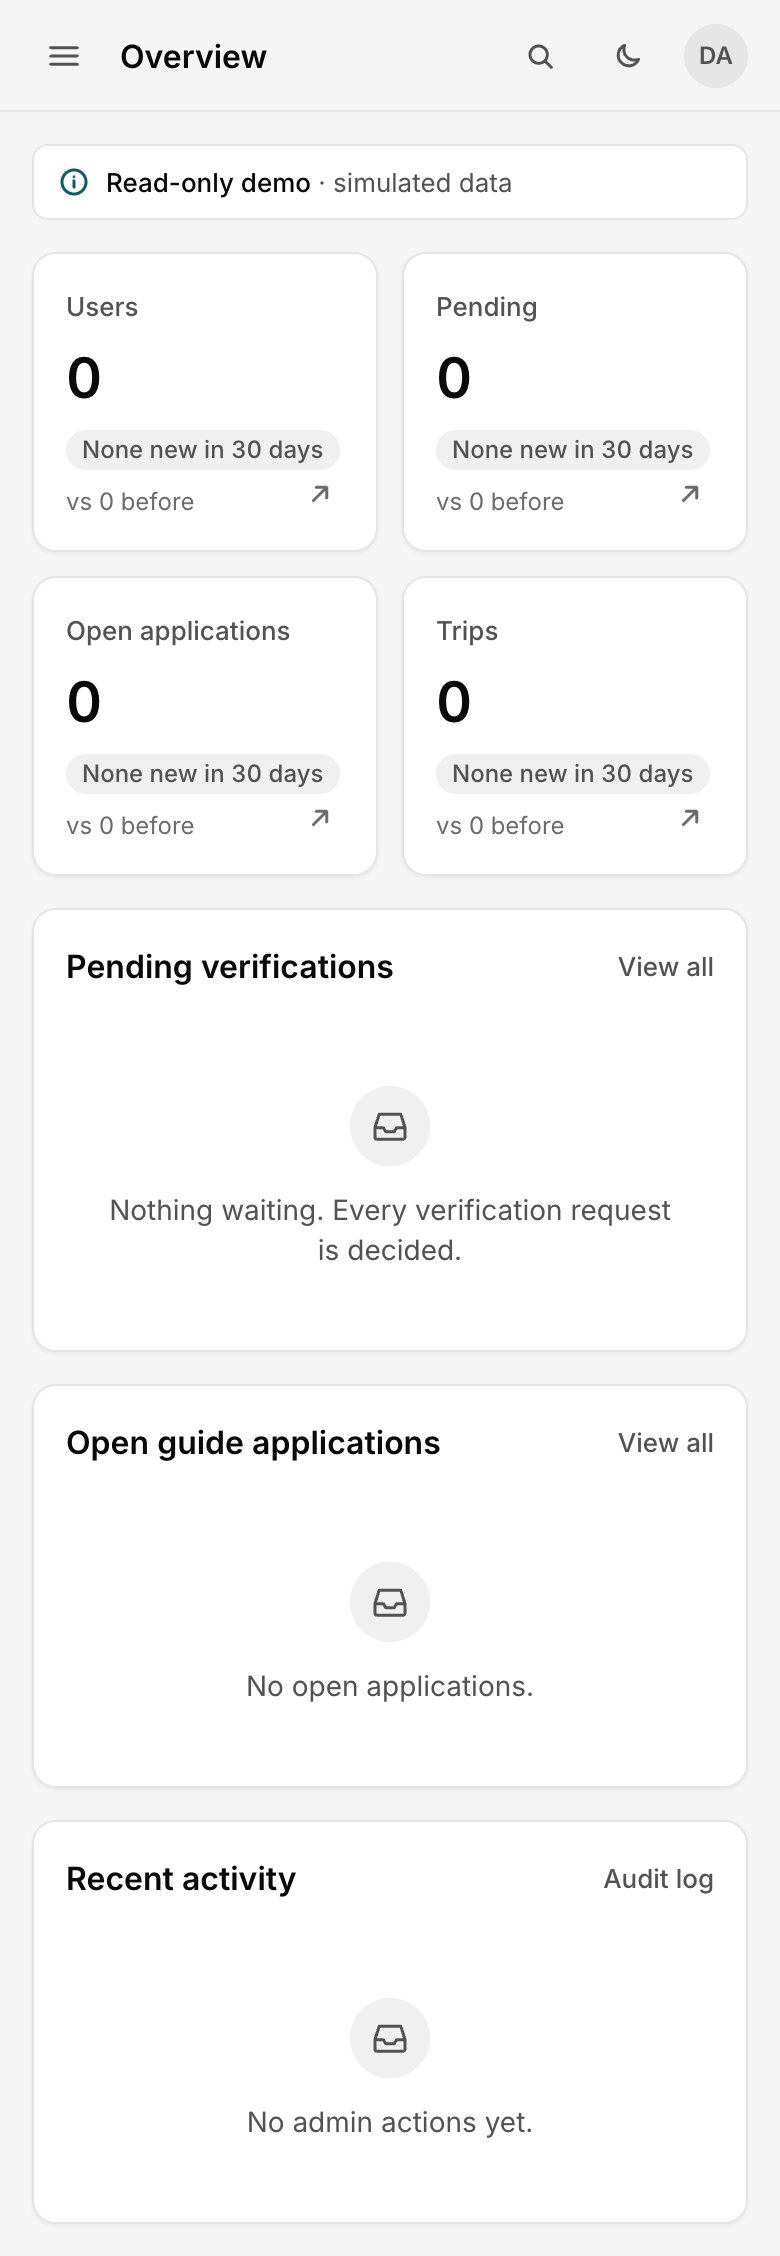 Overview
DA
Read-only demo · simulated data
Users
0
None new in 30 days
vs 0 before
Pending
0
None new in 30 days
vs 0 before
Open applications
0
None new in 30 days
vs 0 before
Trips
0
None new in 30 days
vs 0 before
Pending verifications
View all
Nothing waiting. Every verification request
is decided.
Open guide applications
View all
No open applications.
Recent activity
Audit log
No admin actions yet.